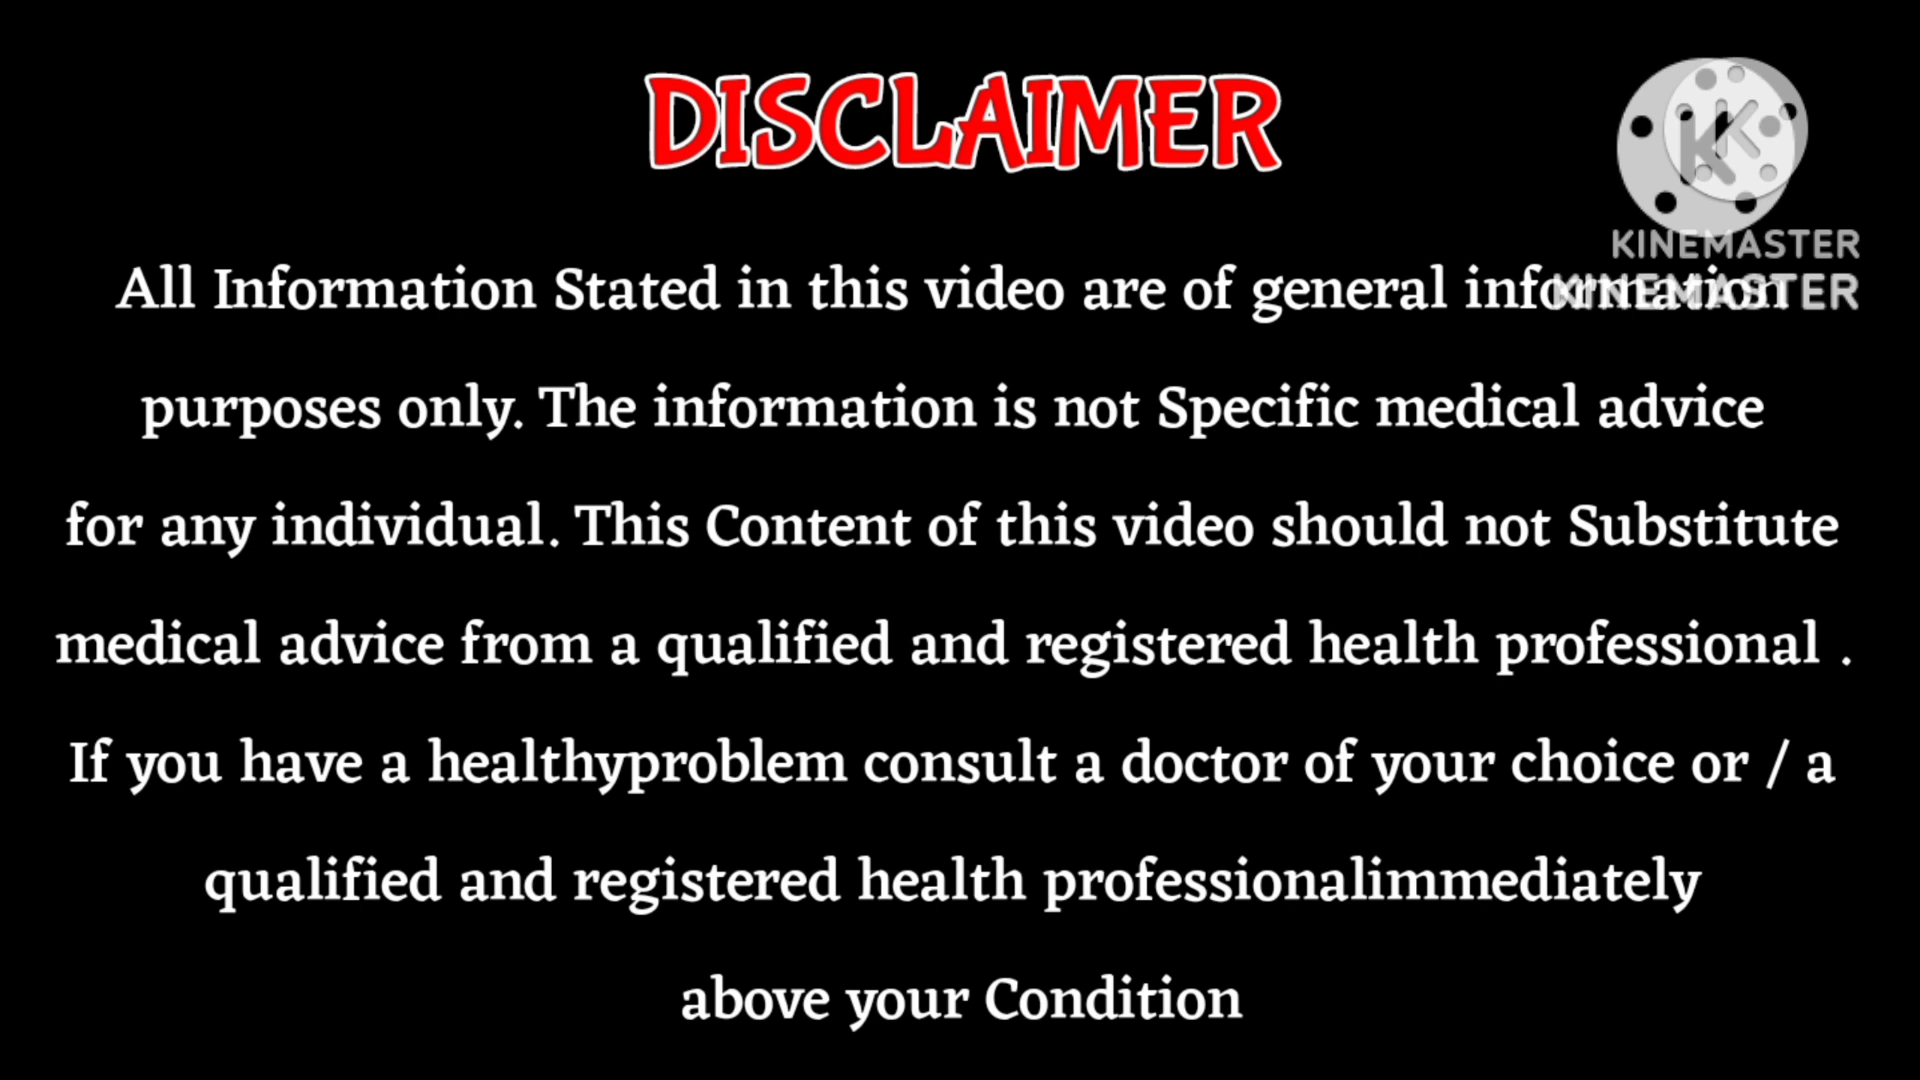 DISCLAIMER
KINEMASTER
KINEMASTER
All Information Stated in this video are of general information
purposes only. The information is not Specific medical advice
for any individual. This Content of this video should not Substitute
medical advice from a qualified and registered health professional .
If you have a healthyproblem consult a doctor of your choice or / a
qualified and registered health professionalimmediately
above your Condition